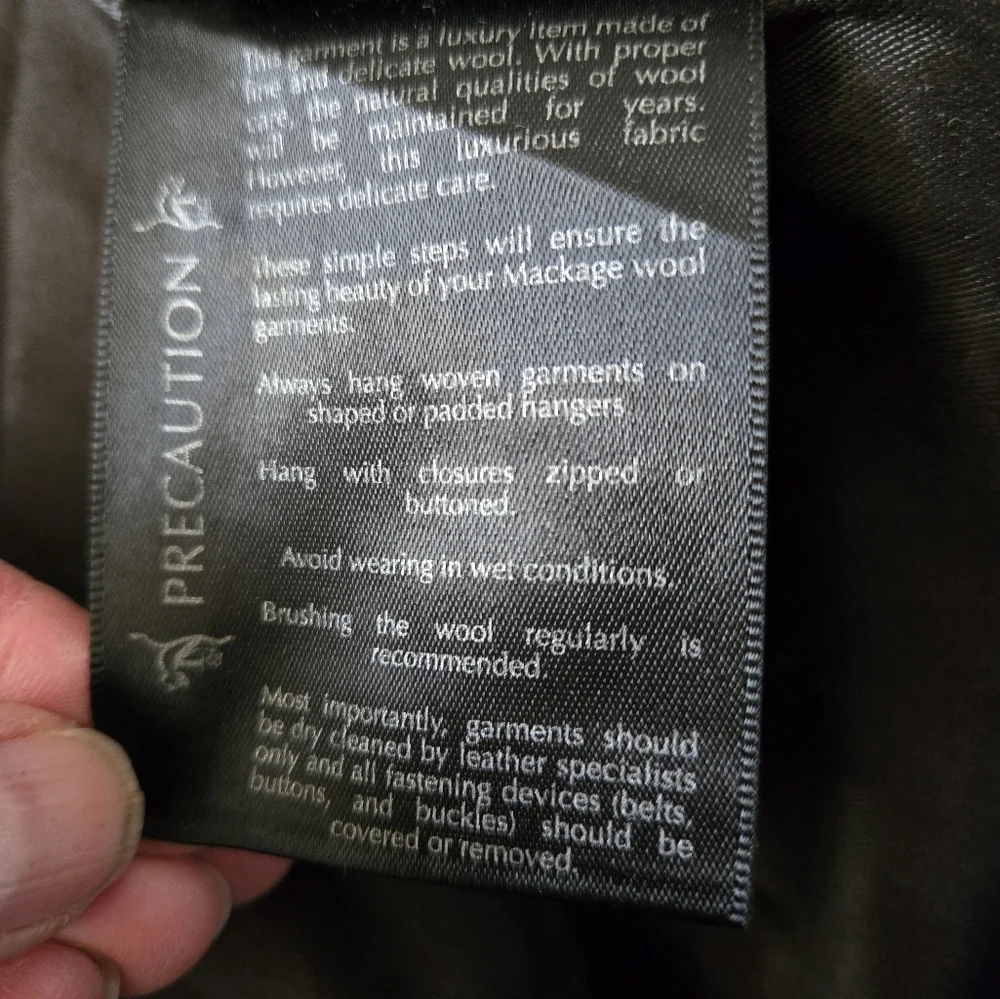 This garment is a luxury item made of
fine and delicate wool. With proper
care, the natural qualities of wool
will be maintained for years.
However this luxurious fabric
requires delicate care.
These simple steps will ensure the
lasting beauty of your Mackage wool
garments.
Always hang woven garments on
shaped or padded hangers
Hang with closures zipped or
buttoned.
Avoid wearing in wet conditions.
Brushing the wool regularly is
recommended.
Most importantly, garments should
be dry cleaned by leather specialists
only and all fastening devices (belts,
buttons, and buckles) should be
covered or removed.
PRECAUTION